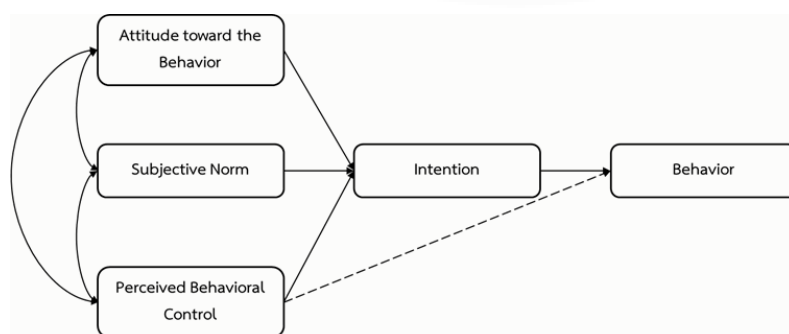 Attitude toward the
Behavior
Subjective Norm
Intention
Behavior
Perceived Behavioral
Control